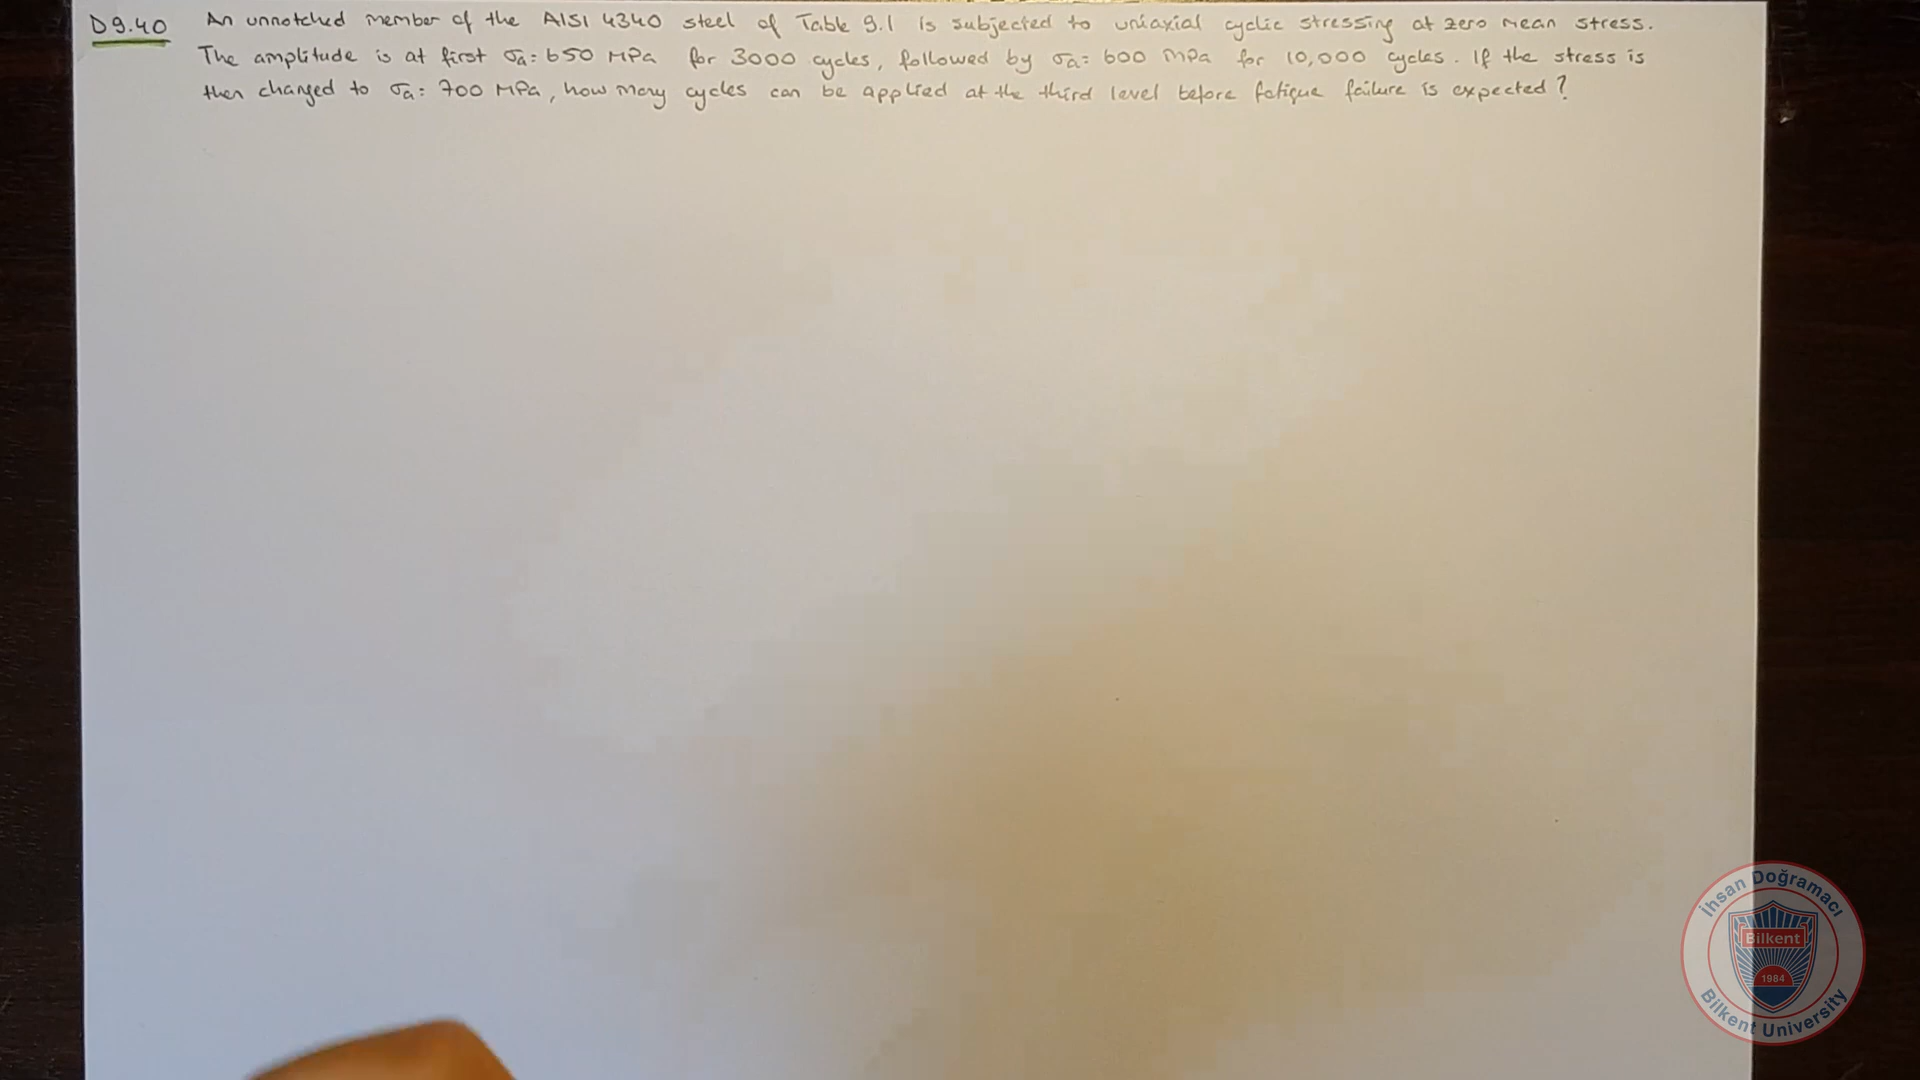 D9.40 An unnotched member of the AISI 4340 steel of Table 9.1 is subjected to uniaxial cyclic stressing at zero mean stress.
The amplitude is at first σa = 650 MPa for 3000 cycles, followed by σa = 600 MPa for 10,000 cycles. If the stress is
then changed to σa = 700 MPa, how many cycles can be applied at the third level before fatigue failure is expected?
İhsan Doğramacı
Bilkent
1984
Bilkent University